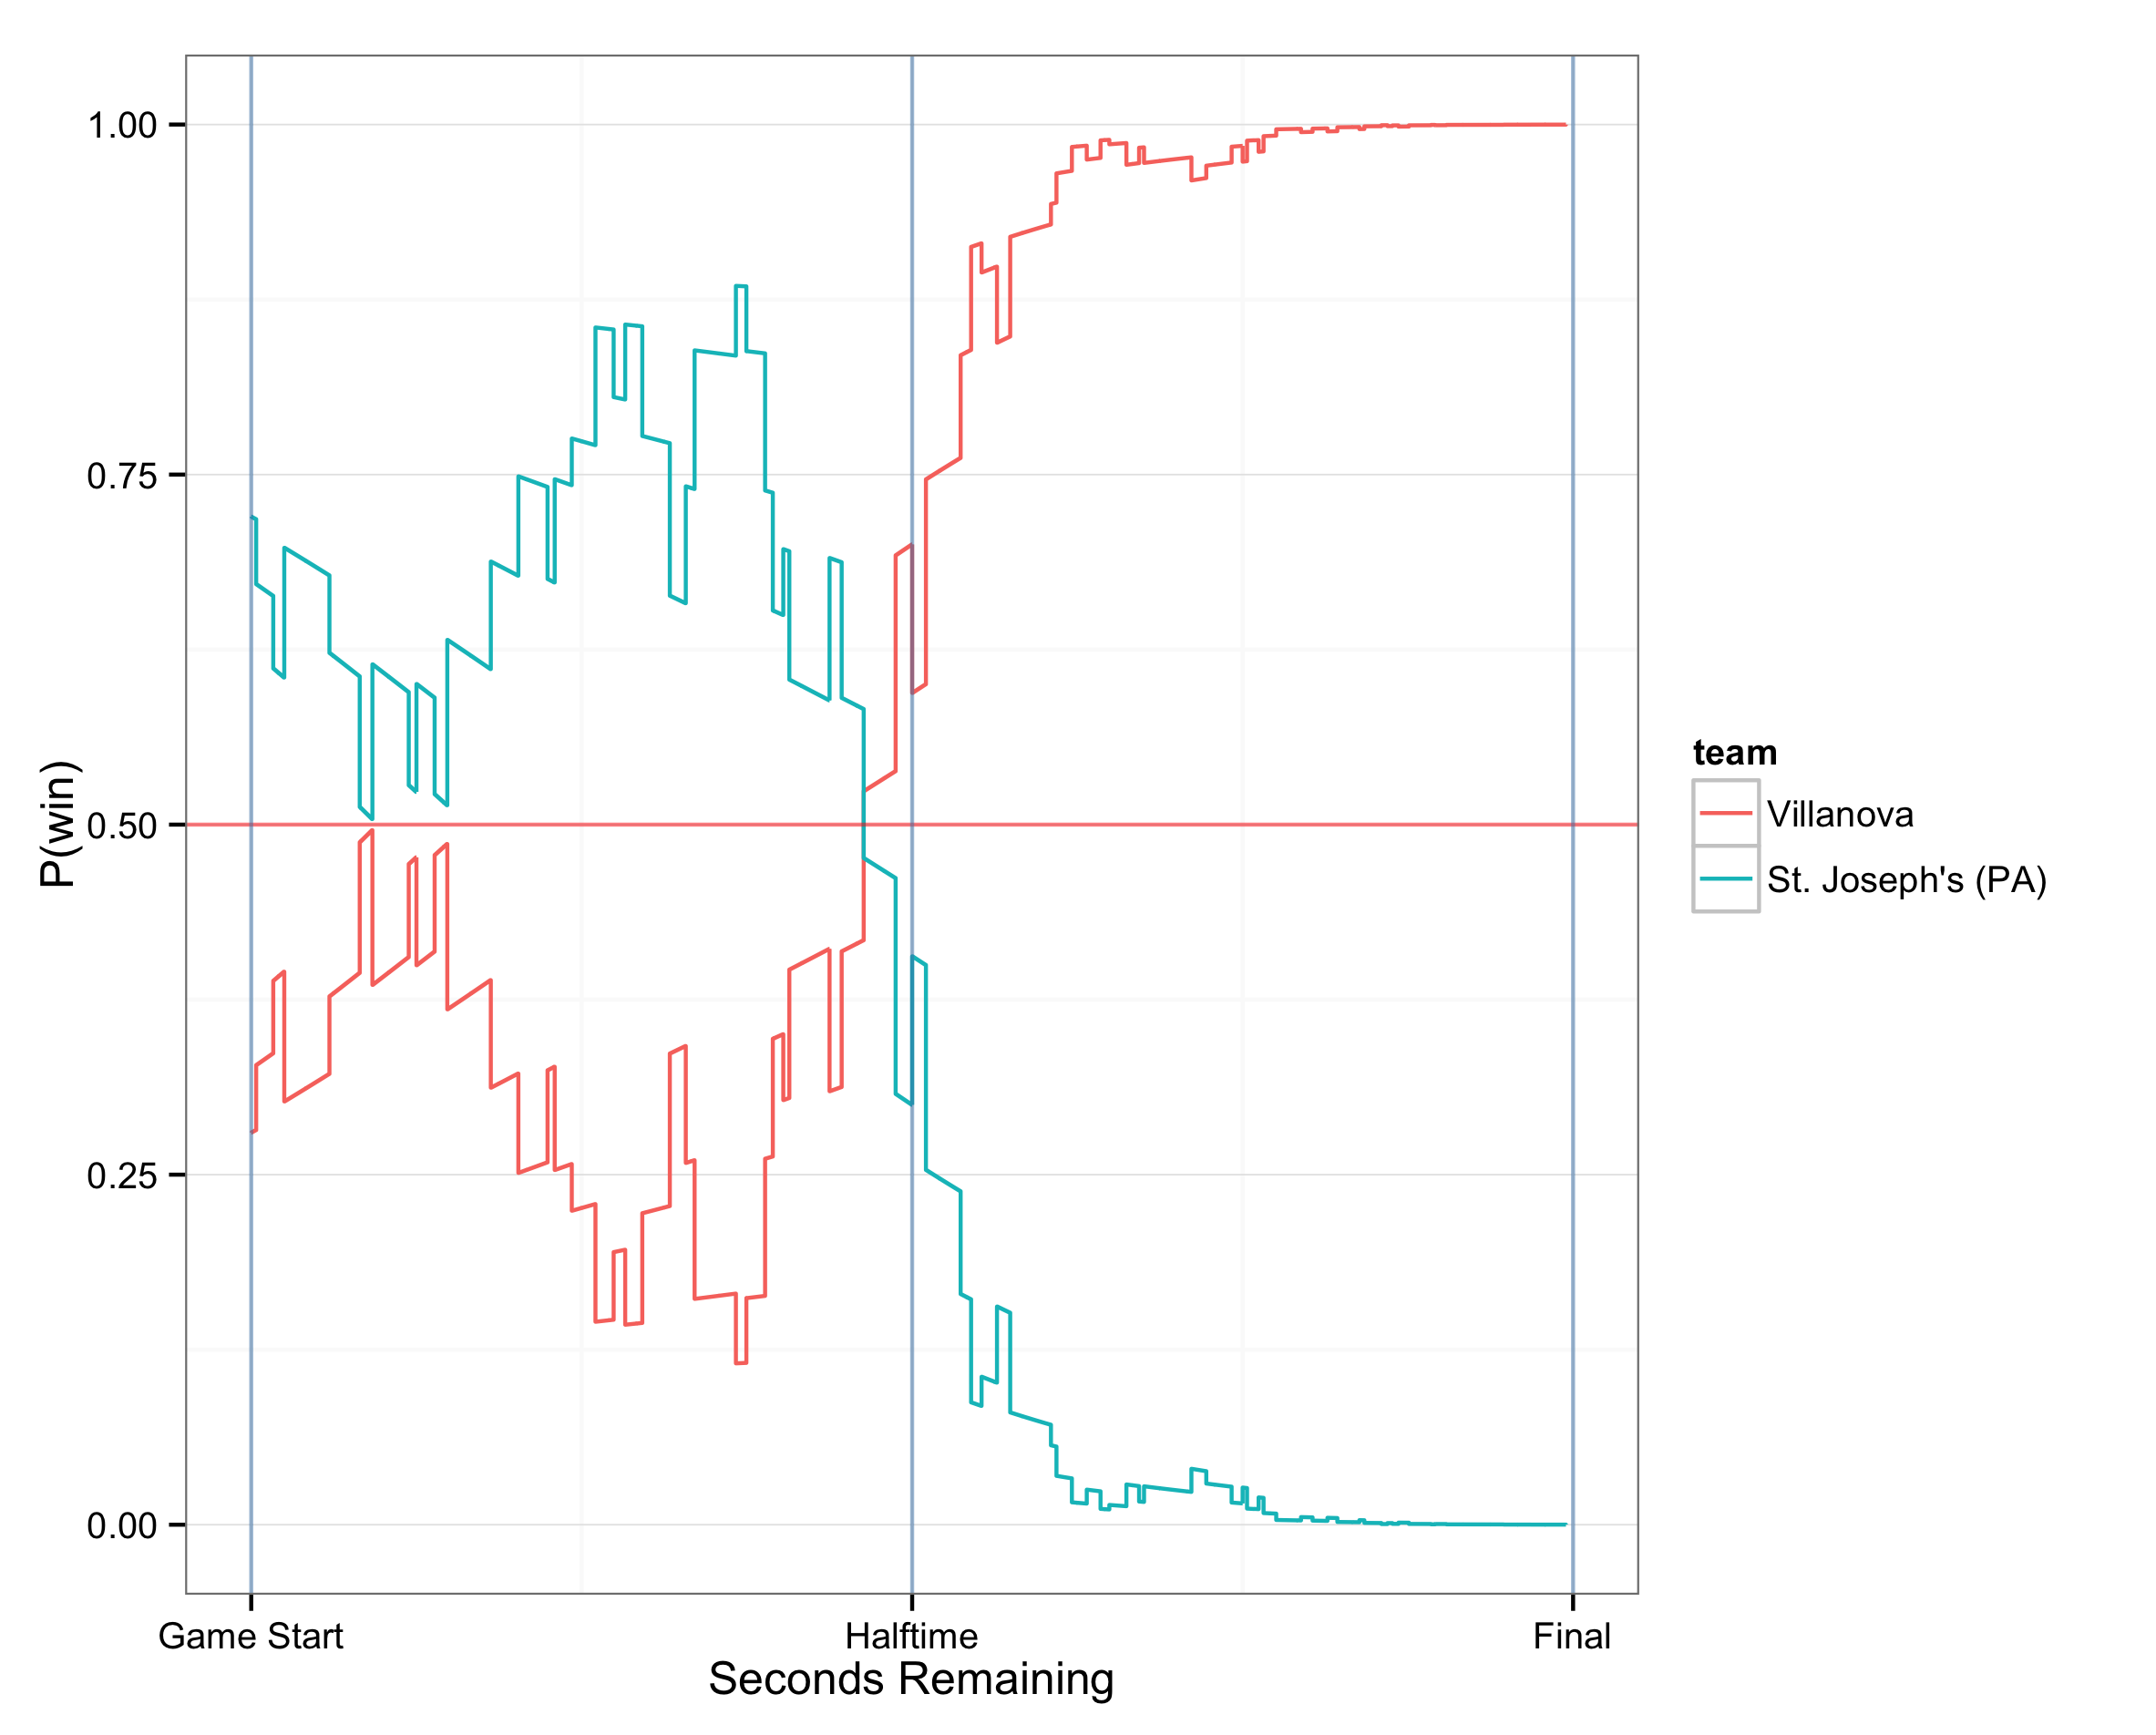 1.00
0.75
0.50
0.25
0.00
P(win)
Game Start
Halftime
Final
Seconds Remaining
team
Villanova
St. Joseph's (PA)